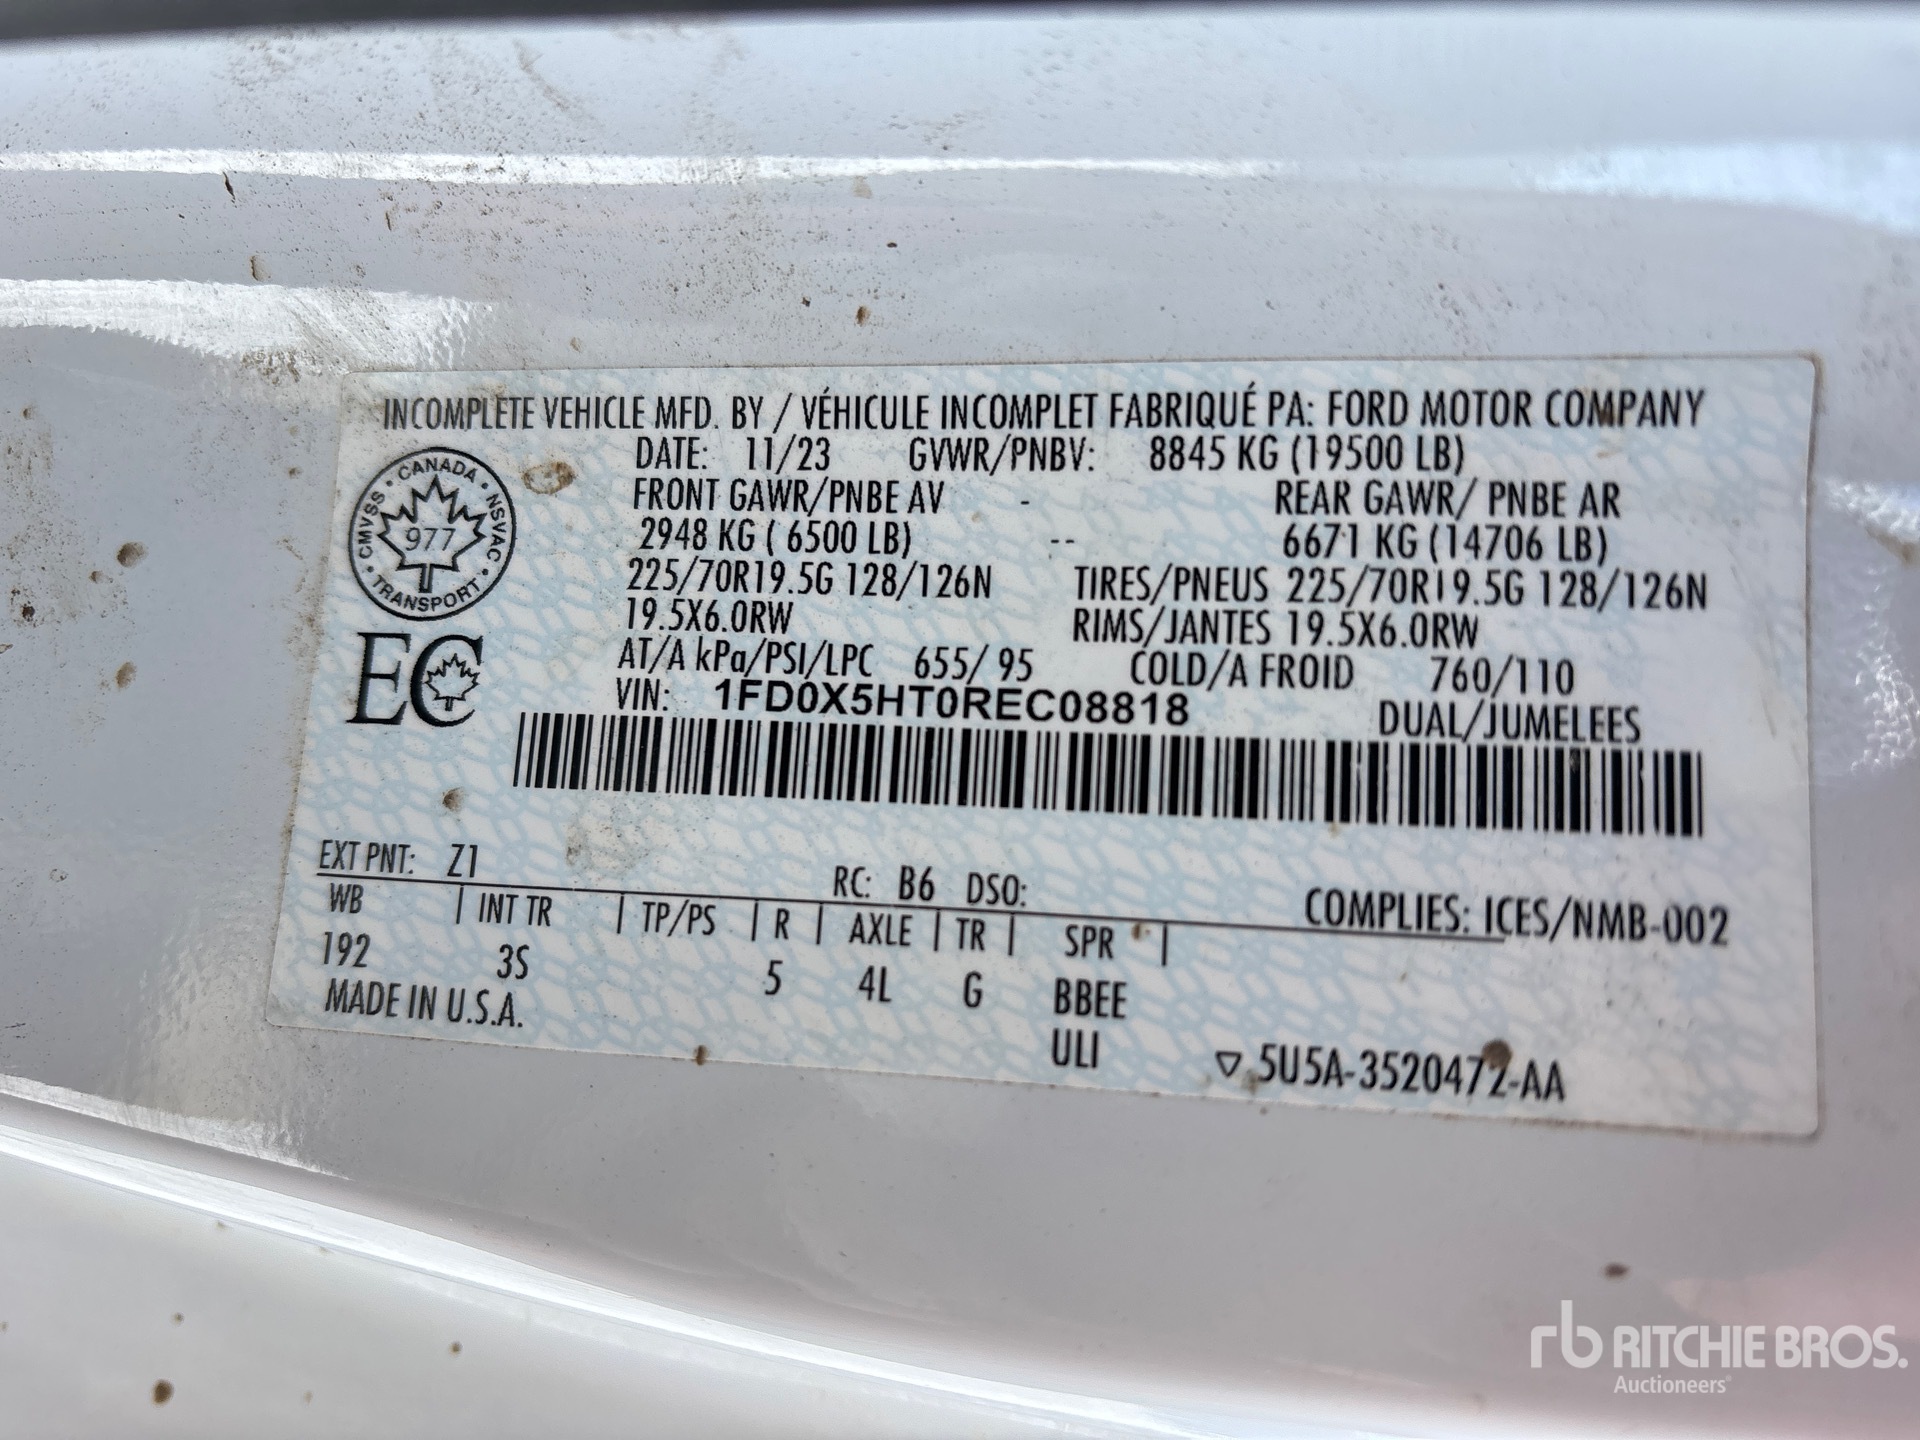 INCOMPLETE VEHICLE MFD. BY / VÉHICULE INCOMPLET FABRIQUÉ PA: FORD MOTOR COMPANY
DATE: 11/23 GVWR/PNBV: 8845 KG (19500 LB)
FRONT GAWR/PNBE AV - REAR GAWR/ PNBE AR
2948 KG ( 6500 LB) -- 6671 KG (14706 LB)
225/70R19.5G 128/126N TIRES/PNEUS 225/70R19.5G 128/126N
19.5X6.0RW RIMS/JANTES 19.5X6.0RW
AT/A kPa/PSI/LPC 655/ 95 COLD/A FROID 760/110
VIN: 1FD0X5HT0REC08818 DUAL/JUMELEES
CANADA · NSVAC · TRANSPORT · CMVSS
977
EC
EXT PNT: Z1 RC: B6 DSO:
WB | INT TR | TP/PS | R | AXLE | TR | SPR | COMPLIES: ICES/NMB-002
192 3S 5 4L G BBEE
MADE IN U.S.A. ULI ▽ 5U5A-3520472-AA
rb RITCHIE BROS.
Auctioneers